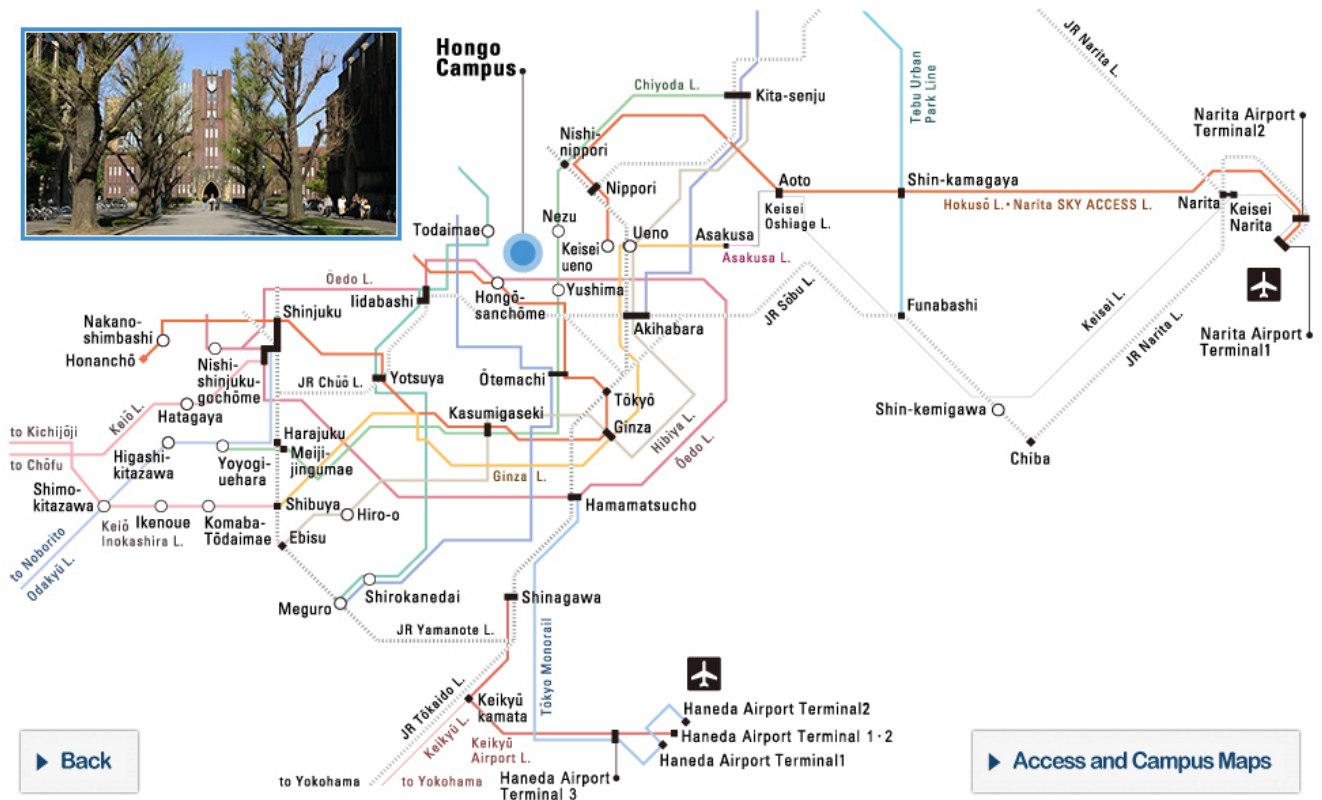 Hongo
Campus
Chiyoda L.
Kita-senju
Tobu Urban
Park Line
JR Narita L.
Narita Airport
Terminal2
Nishi-
nippori
Nippori
Aoto
Shin-kamagaya
Hokusō L.・Narita SKY ACCESS L.
Narita
Keisei
Narita
Keisei
Oshiage L.
Todaimae
Nezu
Keisei
ueno
Ueno
Asakusa
Asakusa L.
Ōedo L.
Iidabashi
Hongō-
sanchōme
Yushima
JR Sōbu L.
Funabashi
Keisei L.
JR Narita L.
Narita Airport
Terminal1
Shinjuku
Nakano-
shimbashi
Honanchō
Akihabara
Nishi-
shinjuku-
gochōme
JR Chūō L.
Yotsuya
Ōtemachi
Tōkyō
Keiō L.
Hatagaya
Kasumigaseki
Ginza
Hibiya L.
Ōedo L.
Shin-kemigawa
Chiba
to Kichijōji
to Chōfu
Higashi-
kitazawa
Yoyogi-
uehara
Harajuku
Meiji-
jingumae
Ginza L.
Shimo-
kitazawa
Keiō
Inokashira L.
Ikenoue
Komaba-
Tōdaimae
Shibuya
Hiro-o
Ebisu
Hamamatsucho
to Noborito
Odakyū L.
Meguro
Shirokanedai
Shinagawa
JR Yamanote L.
Tōkyo Monorail
JR Tōkaido L.
Keikyū L.
Keikyū
kamata
Keikyū
Airport L.
Haneda Airport Terminal2
Haneda Airport Terminal 1・2
Haneda Airport Terminal1
Haneda Airport
Terminal 3
to Yokohama
to Yokohama
Back
Access and Campus Maps